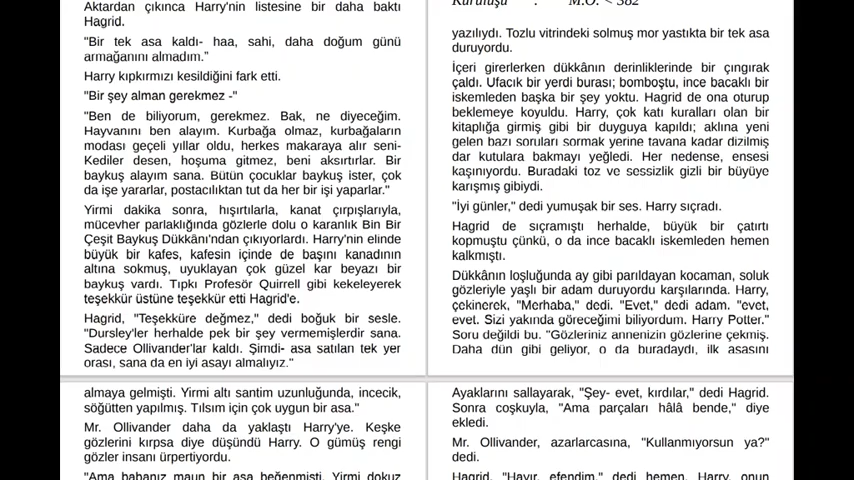 Aktardan çıkınca Harry'nin listesine bir daha baktı
Hagrid.
"Bir tek asa kaldı- haa, sahi, daha doğum günü
armağanını almadım."
Harry kıpkırmızı kesildiğini fark etti.
"Bir şey alman gerekmez -"
"Ben de biliyorum, gerekmez. Bak, ne diyeceğim.
Hayvanını ben alayım. Kurbağa olmaz, kurbağaların
modası geçeli yıllar oldu, herkes makaraya alır seni-
Kediler desen, hoşuma gitmez, beni aksırtırlar. Bir
baykuş alayım sana. Bütün çocuklar baykuş ister, çok
da işe yararlar, postacılıktan tut da her bir işi yaparlar."
Yirmi dakika sonra, hışırtılarla, kanat çırpışlarıyla,
mücevher parlaklığında gözlerle dolu o karanlık Bin Bir
Çeşit Baykuş Dükkânı'ndan çıkıyorlardı. Harry'nin elinde
büyük bir kafes, kafesin içinde de başını kanadının
altına sokmuş, uyuklayan çok güzel kar beyazı bir
baykuş vardı. Tıpkı Profesör Quirrell gibi kekeleyerek
teşekkür üstüne teşekkür etti Hagrid'e.
Hagrid, "Teşekküre değmez," dedi boğuk bir sesle.
"Dursley'ler herhalde pek bir şey vermemişlerdir sana.
Sadece Ollivander'lar kaldı. Şimdi- asa satılan tek yer
orası, sana da en iyi asayı almalıyız."
Kuruluşu : M.Ö. < 382
yazılıydı. Tozlu vitrindeki solmuş mor yastıkta bir tek asa
duruyordu.
İçeri girerlerken dükkânın derinliklerinde bir çıngırak
çaldı. Ufacık bir yerdi burası; bomboştu, ince bacaklı bir
iskemleden başka bir şey yoktu. Hagrid de ona oturup
beklemeye koyuldu. Harry, çok katı kuralları olan bir
kitaplığa girmiş gibi bir duyguya kapıldı; aklına yeni
gelen bazı soruları sormak yerine tavana kadar dizilmiş
dar kutulara bakmayı yeğledi. Her nedense, ensesi
kaşınıyordu. Buradaki toz ve sessizlik gizli bir büyüye
karışmış gibiydi.
"İyi günler," dedi yumuşak bir ses. Harry sıçradı.
Hagrid de sıçramıştı herhalde, büyük bir çatırtı
kopmuştu çünkü, o da ince bacaklı iskemleden hemen
kalkmıştı.
Dükkânın loşluğunda ay gibi parıldayan kocaman, soluk
gözleriyle yaşlı bir adam duruyordu karşılarında. Harry,
çekinerek, "Merhaba," dedi. "Evet," dedi adam. "evet,
evet. Sizi yakında göreceğimi biliyordum. Harry Potter."
Soru değildi bu. "Gözleriniz annenizin gözlerine çekmiş.
Daha dün gibi geliyor, o da buradaydı, ilk asasını
almaya gelmişti. Yirmi altı santim uzunluğunda, incecik,
söğütten yapılmış. Tılsım için çok uygun bir asa."
Mr. Ollivander daha da yaklaştı Harry'ye. Keşke
gözlerini kırpsa diye düşündü Harry. O gümüş rengi
gözler insanı ürpertiyordu.
"Ama babanız maun bir asa beğenmişti. Yirmi dokuz
Ayaklarını sallayarak, "Şey- evet, kırdılar," dedi Hagrid.
Sonra coşkuyla, "Ama parçaları hâlâ bende," diye
ekledi.
Mr. Ollivander, azarlarcasına, "Kullanmıyorsun ya?"
dedi.
Hagrid, "Hayır, efendim," dedi hemen. Harry, onun